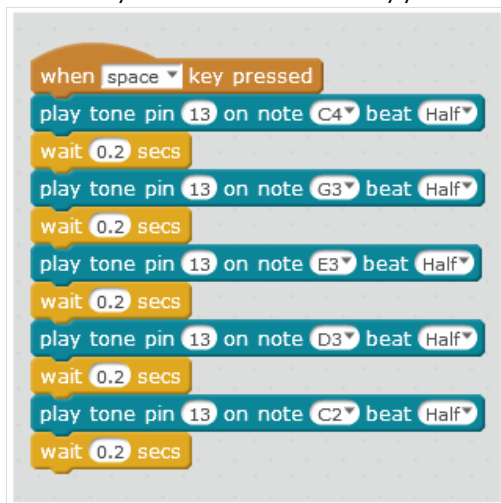 when space key pressed
play tone pin 13 on note C4 beat Half
wait 0.2 secs
play tone pin 13 on note G3 beat Half
wait 0.2 secs
play tone pin 13 on note E3 beat Half
wait 0.2 secs
play tone pin 13 on note D3 beat Half
wait 0.2 secs
play tone pin 13 on note C2 beat Half
wait 0.2 secs